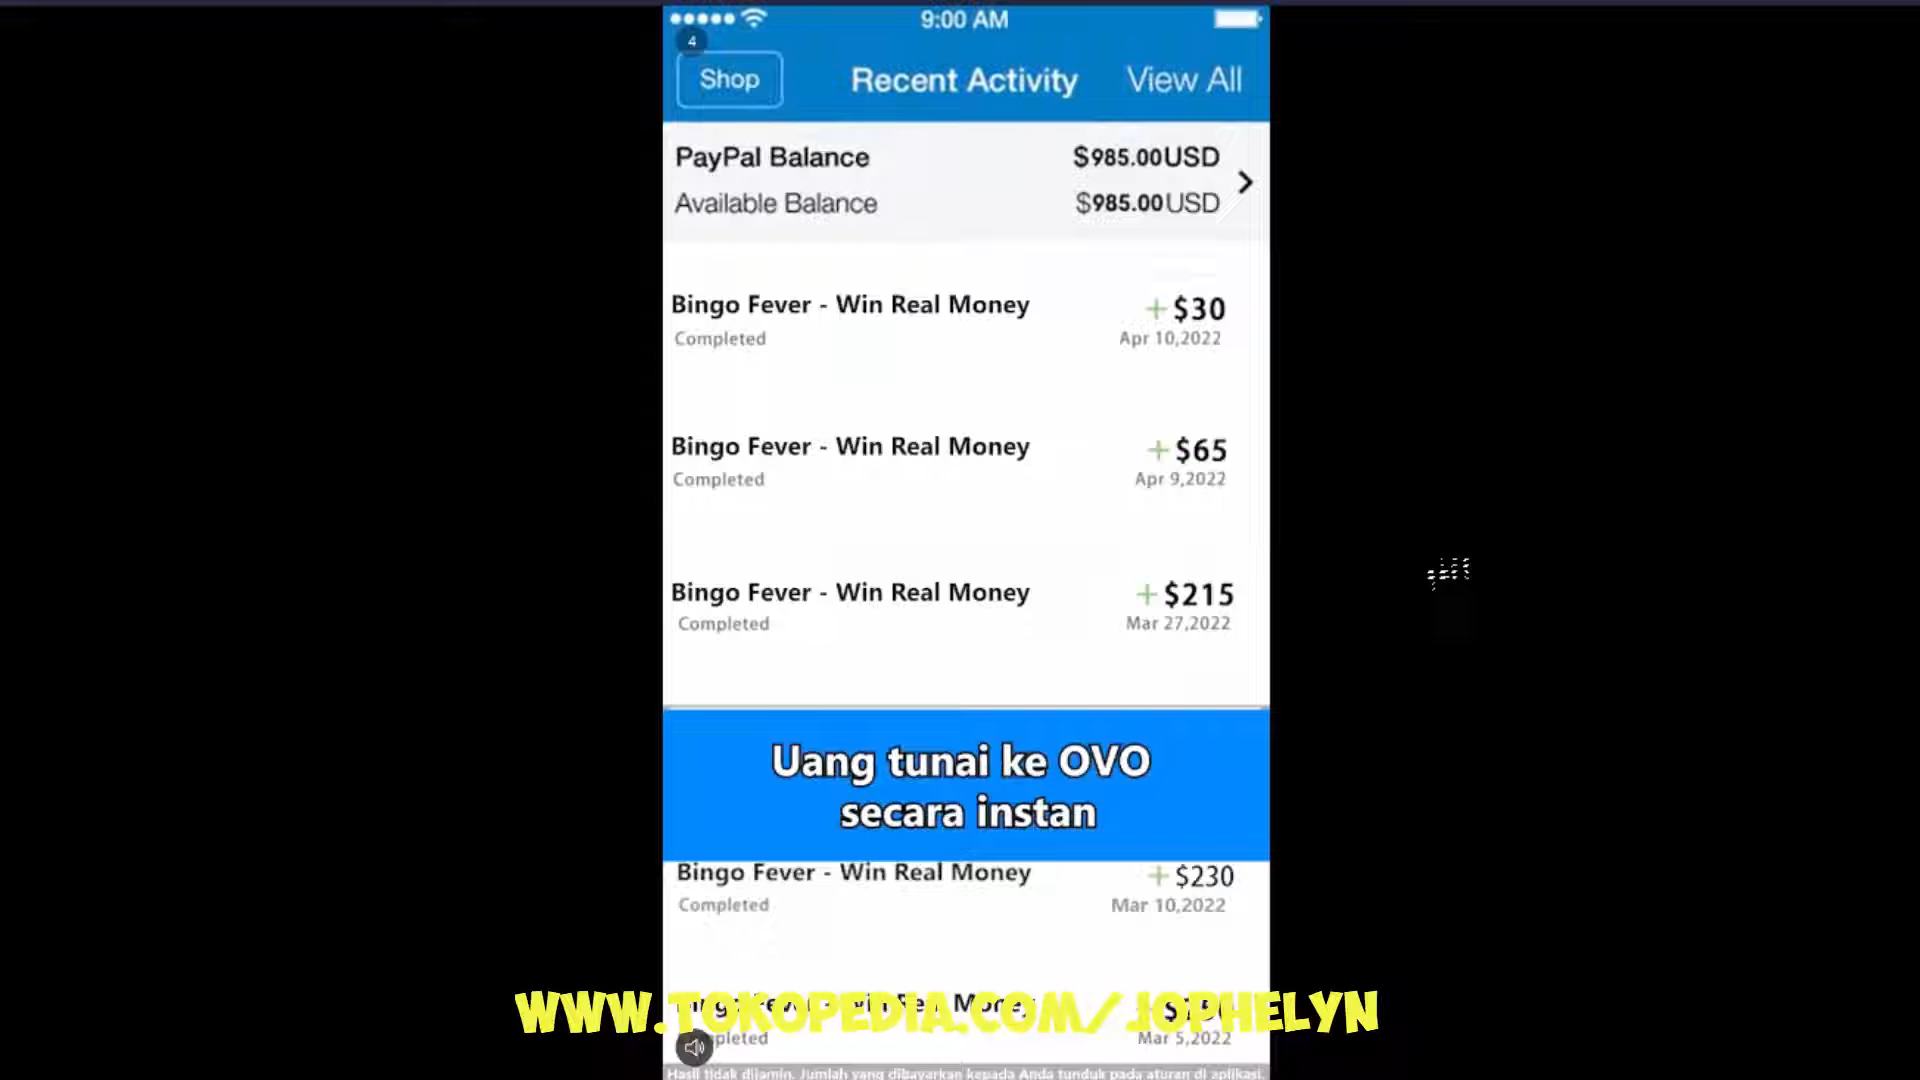 9:00 AM
4
Shop
Recent Activity
View All
PayPal Balance $985.00USD
Available Balance $985.00USD
Bingo Fever - Win Real Money +$30
Completed Apr 10,2022
Bingo Fever - Win Real Money +$65
Completed Apr 9,2022
Bingo Fever - Win Real Money +$215
Completed Mar 27,2022
Uang tunai ke OVO
secara instan
Bingo Fever - Win Real Money +$230
Completed Mar 10,2022
WWW.TOKOPEDIA.COM/JOPHELYN
Mar 5,2022
Hasil tidak dijamin. Jumlah yang dibayarkan kepada Anda tunduk pada aturan di aplikasi.